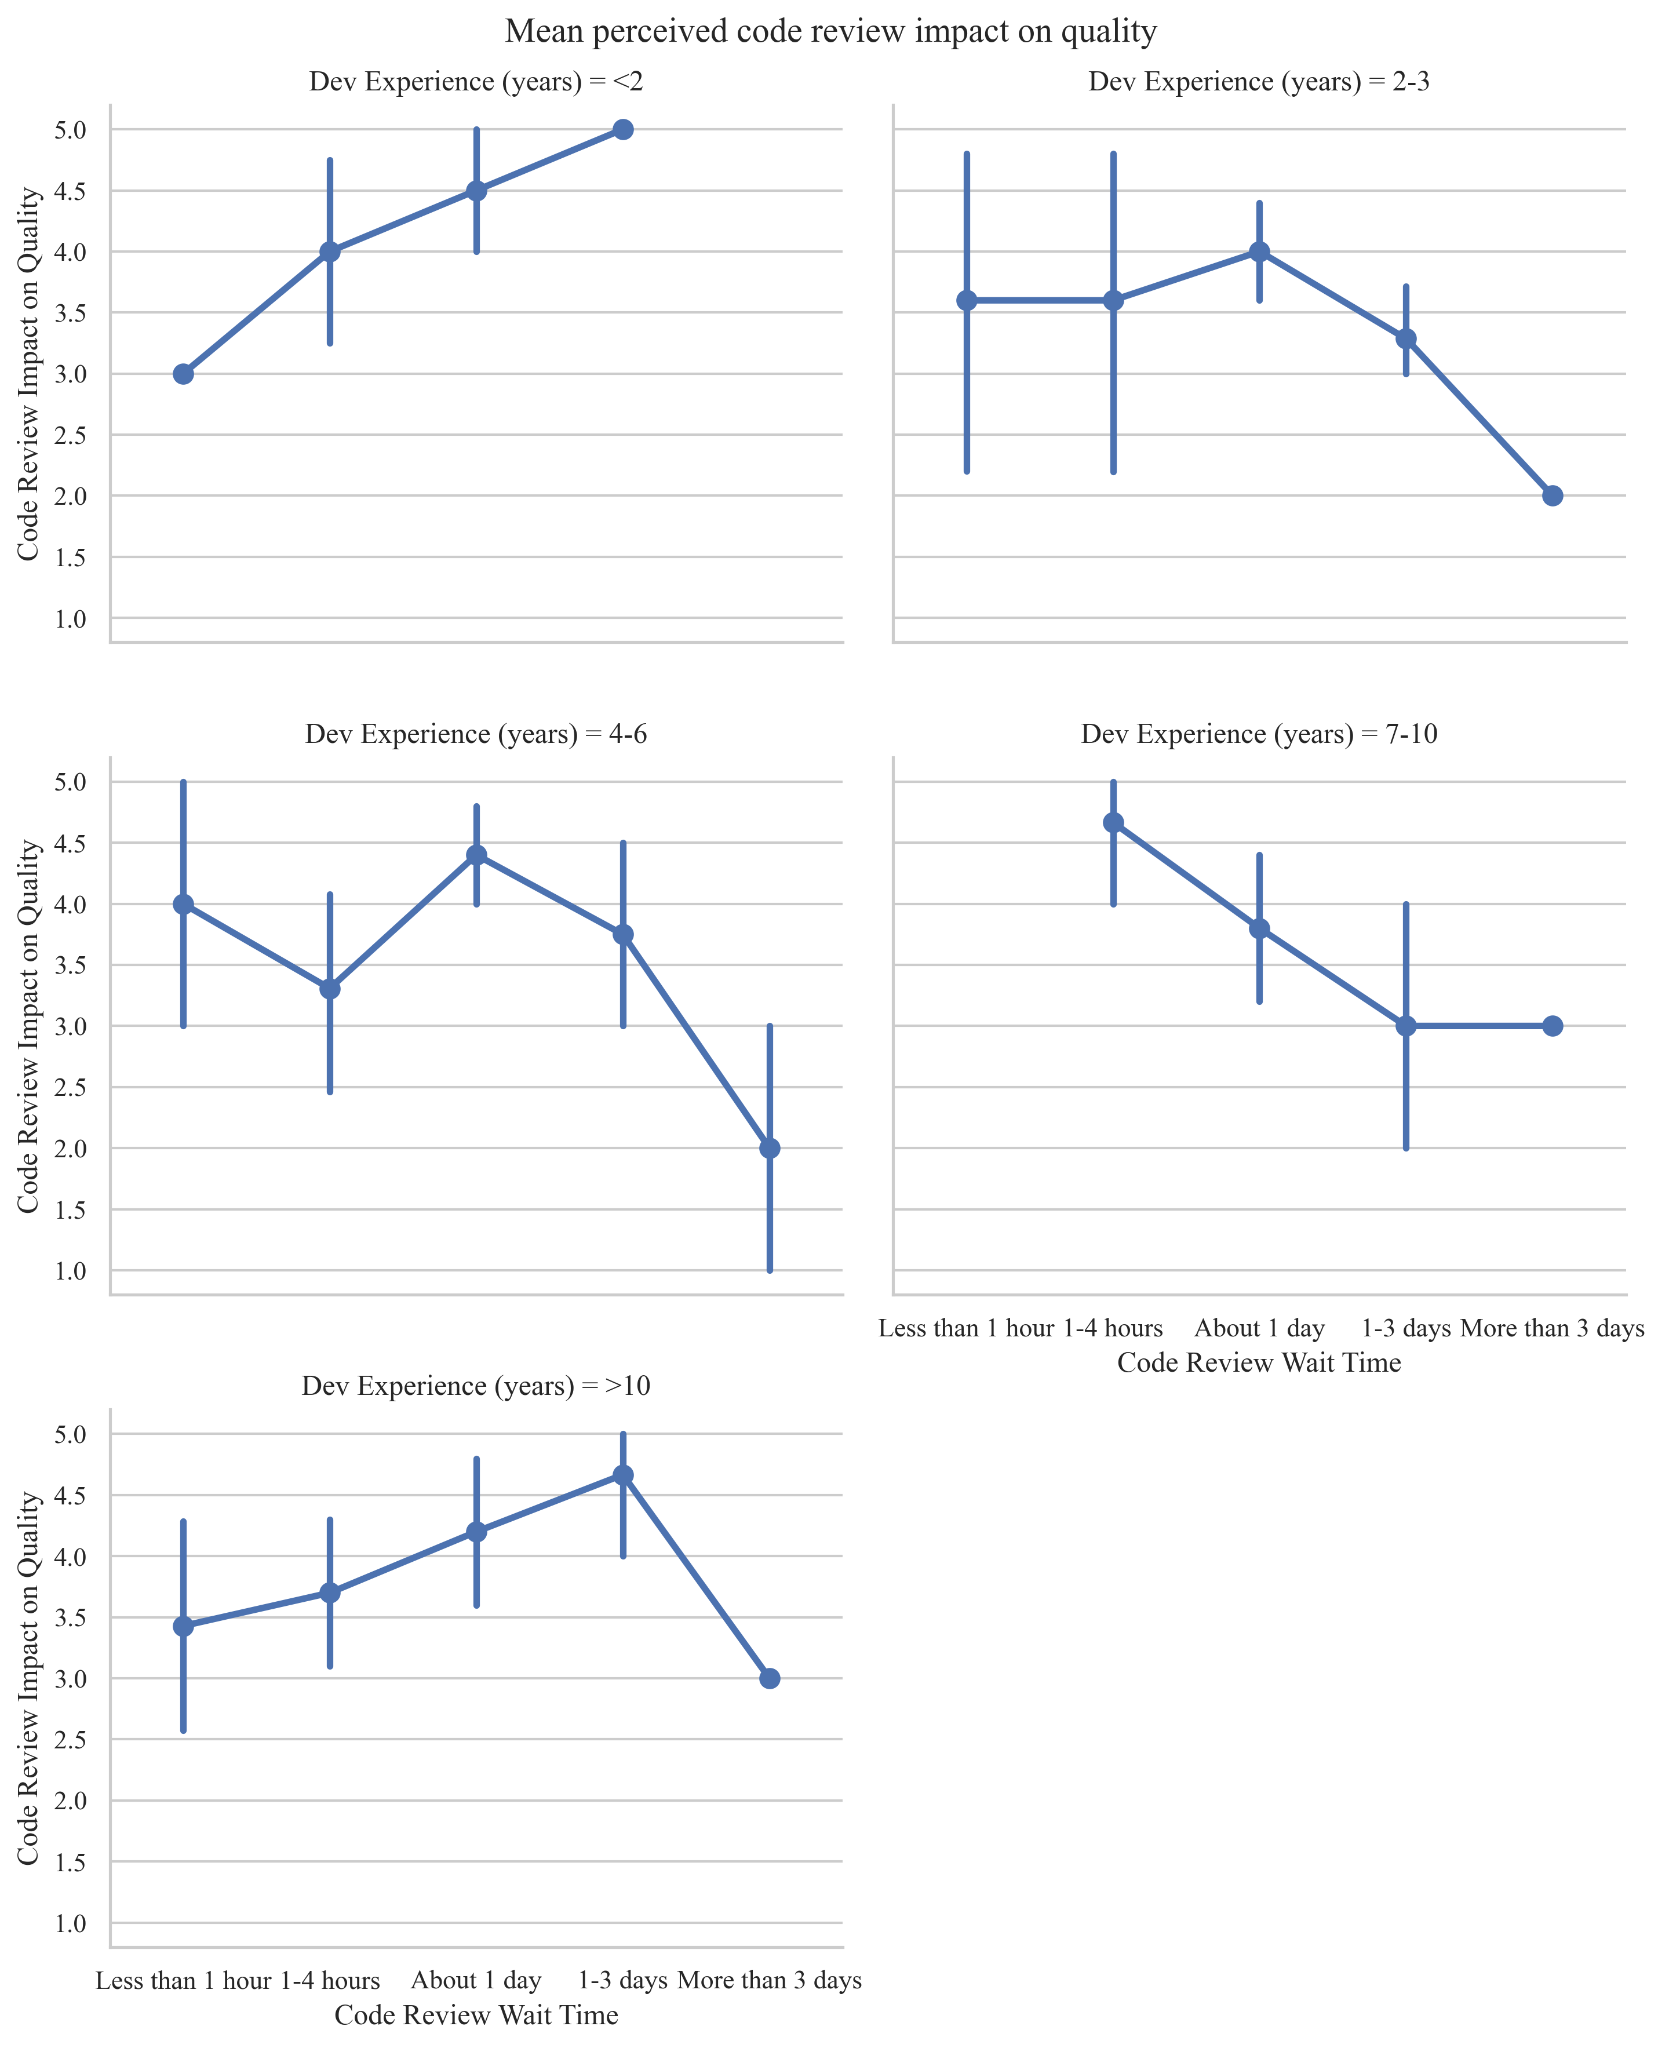 Mean perceived code review impact on quality
Dev Experience (years) = <2
5.0
4.5
4.0
3.5
3.0
2.5
2.0
1.5
1.0
Code Review Impact on Quality
Dev Experience (years) = 2-3
Dev Experience (years) = 4-6
5.0
4.5
4.0
3.5
3.0
2.5
2.0
1.5
1.0
Code Review Impact on Quality
Dev Experience (years) = 7-10
Less than 1 hour 1-4 hours About 1 day 1-3 days More than 3 days
Code Review Wait Time
Dev Experience (years) = >10
5.0
4.5
4.0
3.5
3.0
2.5
2.0
1.5
1.0
Code Review Impact on Quality
Less than 1 hour 1-4 hours About 1 day 1-3 days More than 3 days
Code Review Wait Time